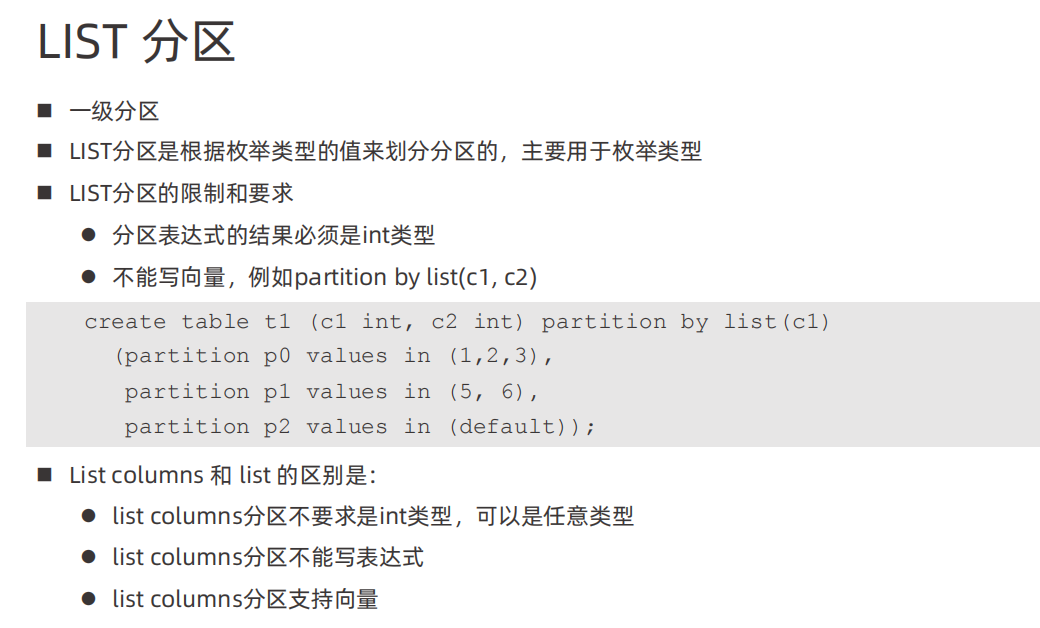 LIST 分区
■ 一级分区
■ LIST分区是根据枚举类型的值来划分分区的，主要用于枚举类型
■ LIST分区的限制和要求
● 分区表达式的结果必须是int类型
● 不能写向量，例如partition by list(c1, c2)
create table t1 (c1 int, c2 int) partition by list(c1)
(partition p0 values in (1,2,3),
partition p1 values in (5, 6),
partition p2 values in (default));
■ List columns 和 list 的区别是：
● list columns分区不要求是int类型，可以是任意类型
● list columns分区不能写表达式
● list columns分区支持向量